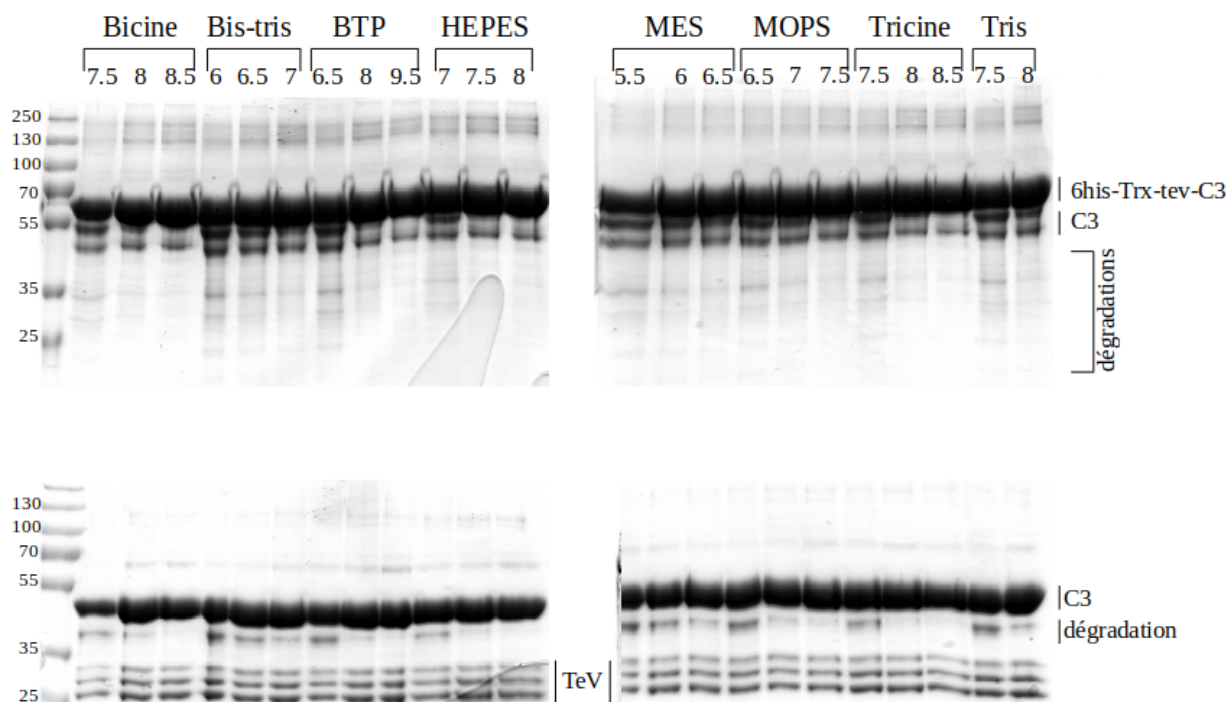 Bicine Bis-tris BTP HEPES MES MOPS Tricine Tris
7.5 8 8.5 6 6.5 7 6.5 8 9.5 7 7.5 8 5.5 6 6.5 6.5 7 7.5 7.5 8 8.5 7.5 8
250
130
100
70
55
35
25
6his-Trx-tev-C3
C3
dégradations
130
100
70
55
35
25
TeV
C3
dégradation